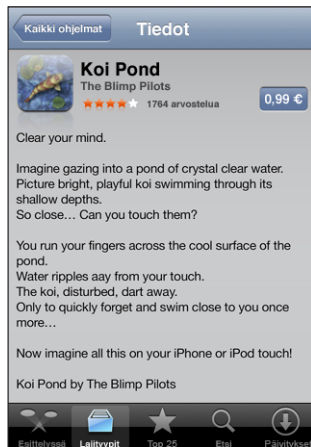 Kaikki ohjelmat
Tiedot
Koi Pond
The Blimp Pilots
1764 arvostelua
0,99 €
Clear your mind.
Imagine gazing into a pond of crystal clear water.
Picture bright, playful koi swimming through its
shallow depths.
So close… Can you touch them?
You run your fingers across the cool surface of the
pond.
Water ripples aay from your touch.
The koi, disturbed, dart away.
Only to quickly forget and swim close to you once
more…
Now imagine all this on your iPhone or iPod touch!
Koi Pond by The Blimp Pilots
Esittelyssä
Lajityypit
Top 25
Etsi
Päivitykset